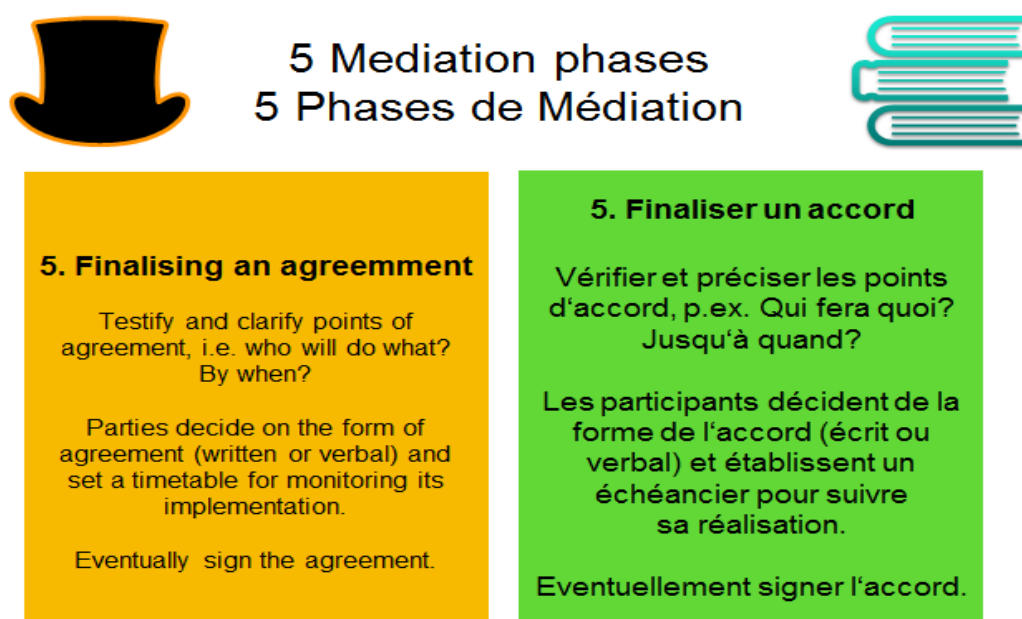 5 Mediation phases
5 Phases de Médiation
5. Finalising an agreemment
Testify and clarify points of
agreement, i.e. who will do what?
By when?
Parties decide on the form of
agreement (written or verbal) and
set a timetable for monitoring its
implementation.
Eventually sign the agreement.
5. Finaliser un accord
Vérifier et préciser les points
d‘accord, p.ex. Qui fera quoi?
Jusqu‘à quand?
Les participants décident de la
forme de l‘accord (écrit ou
verbal) et établissent un
échéancier pour suivre
sa réalisation.
Eventuellement signer l‘accord.